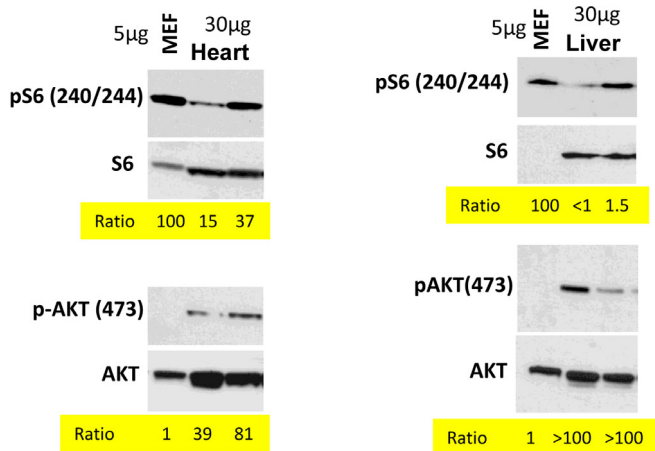 5µg MEF 30µg
Heart
pS6 (240/244)
S6
Ratio 100 15 37
p-AKT (473)
AKT
Ratio 1 39 81
5µg MEF 30µg
Liver
pS6 (240/244)
S6
Ratio 100 <1 1.5
pAKT(473)
AKT
Ratio 1 >100 >100